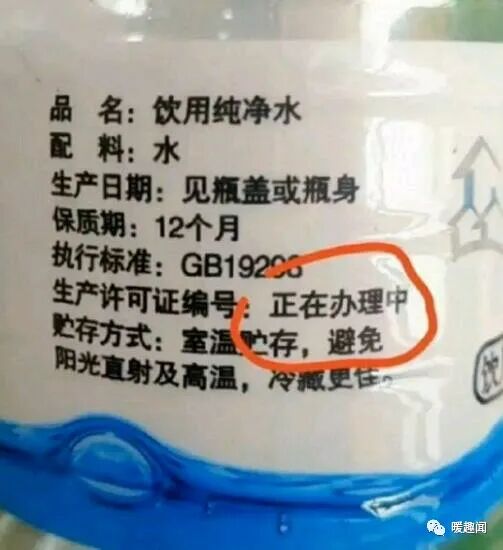 品 名：饮用纯净水
配 料：水
生产日期：见瓶盖或瓶身
保质期：12个月
执行标准：GB19298
生产许可证编号：正在办理中
贮存方式：室温贮存，避免
阳光直射及高温，冷藏更佳。
饮
暖趣闻